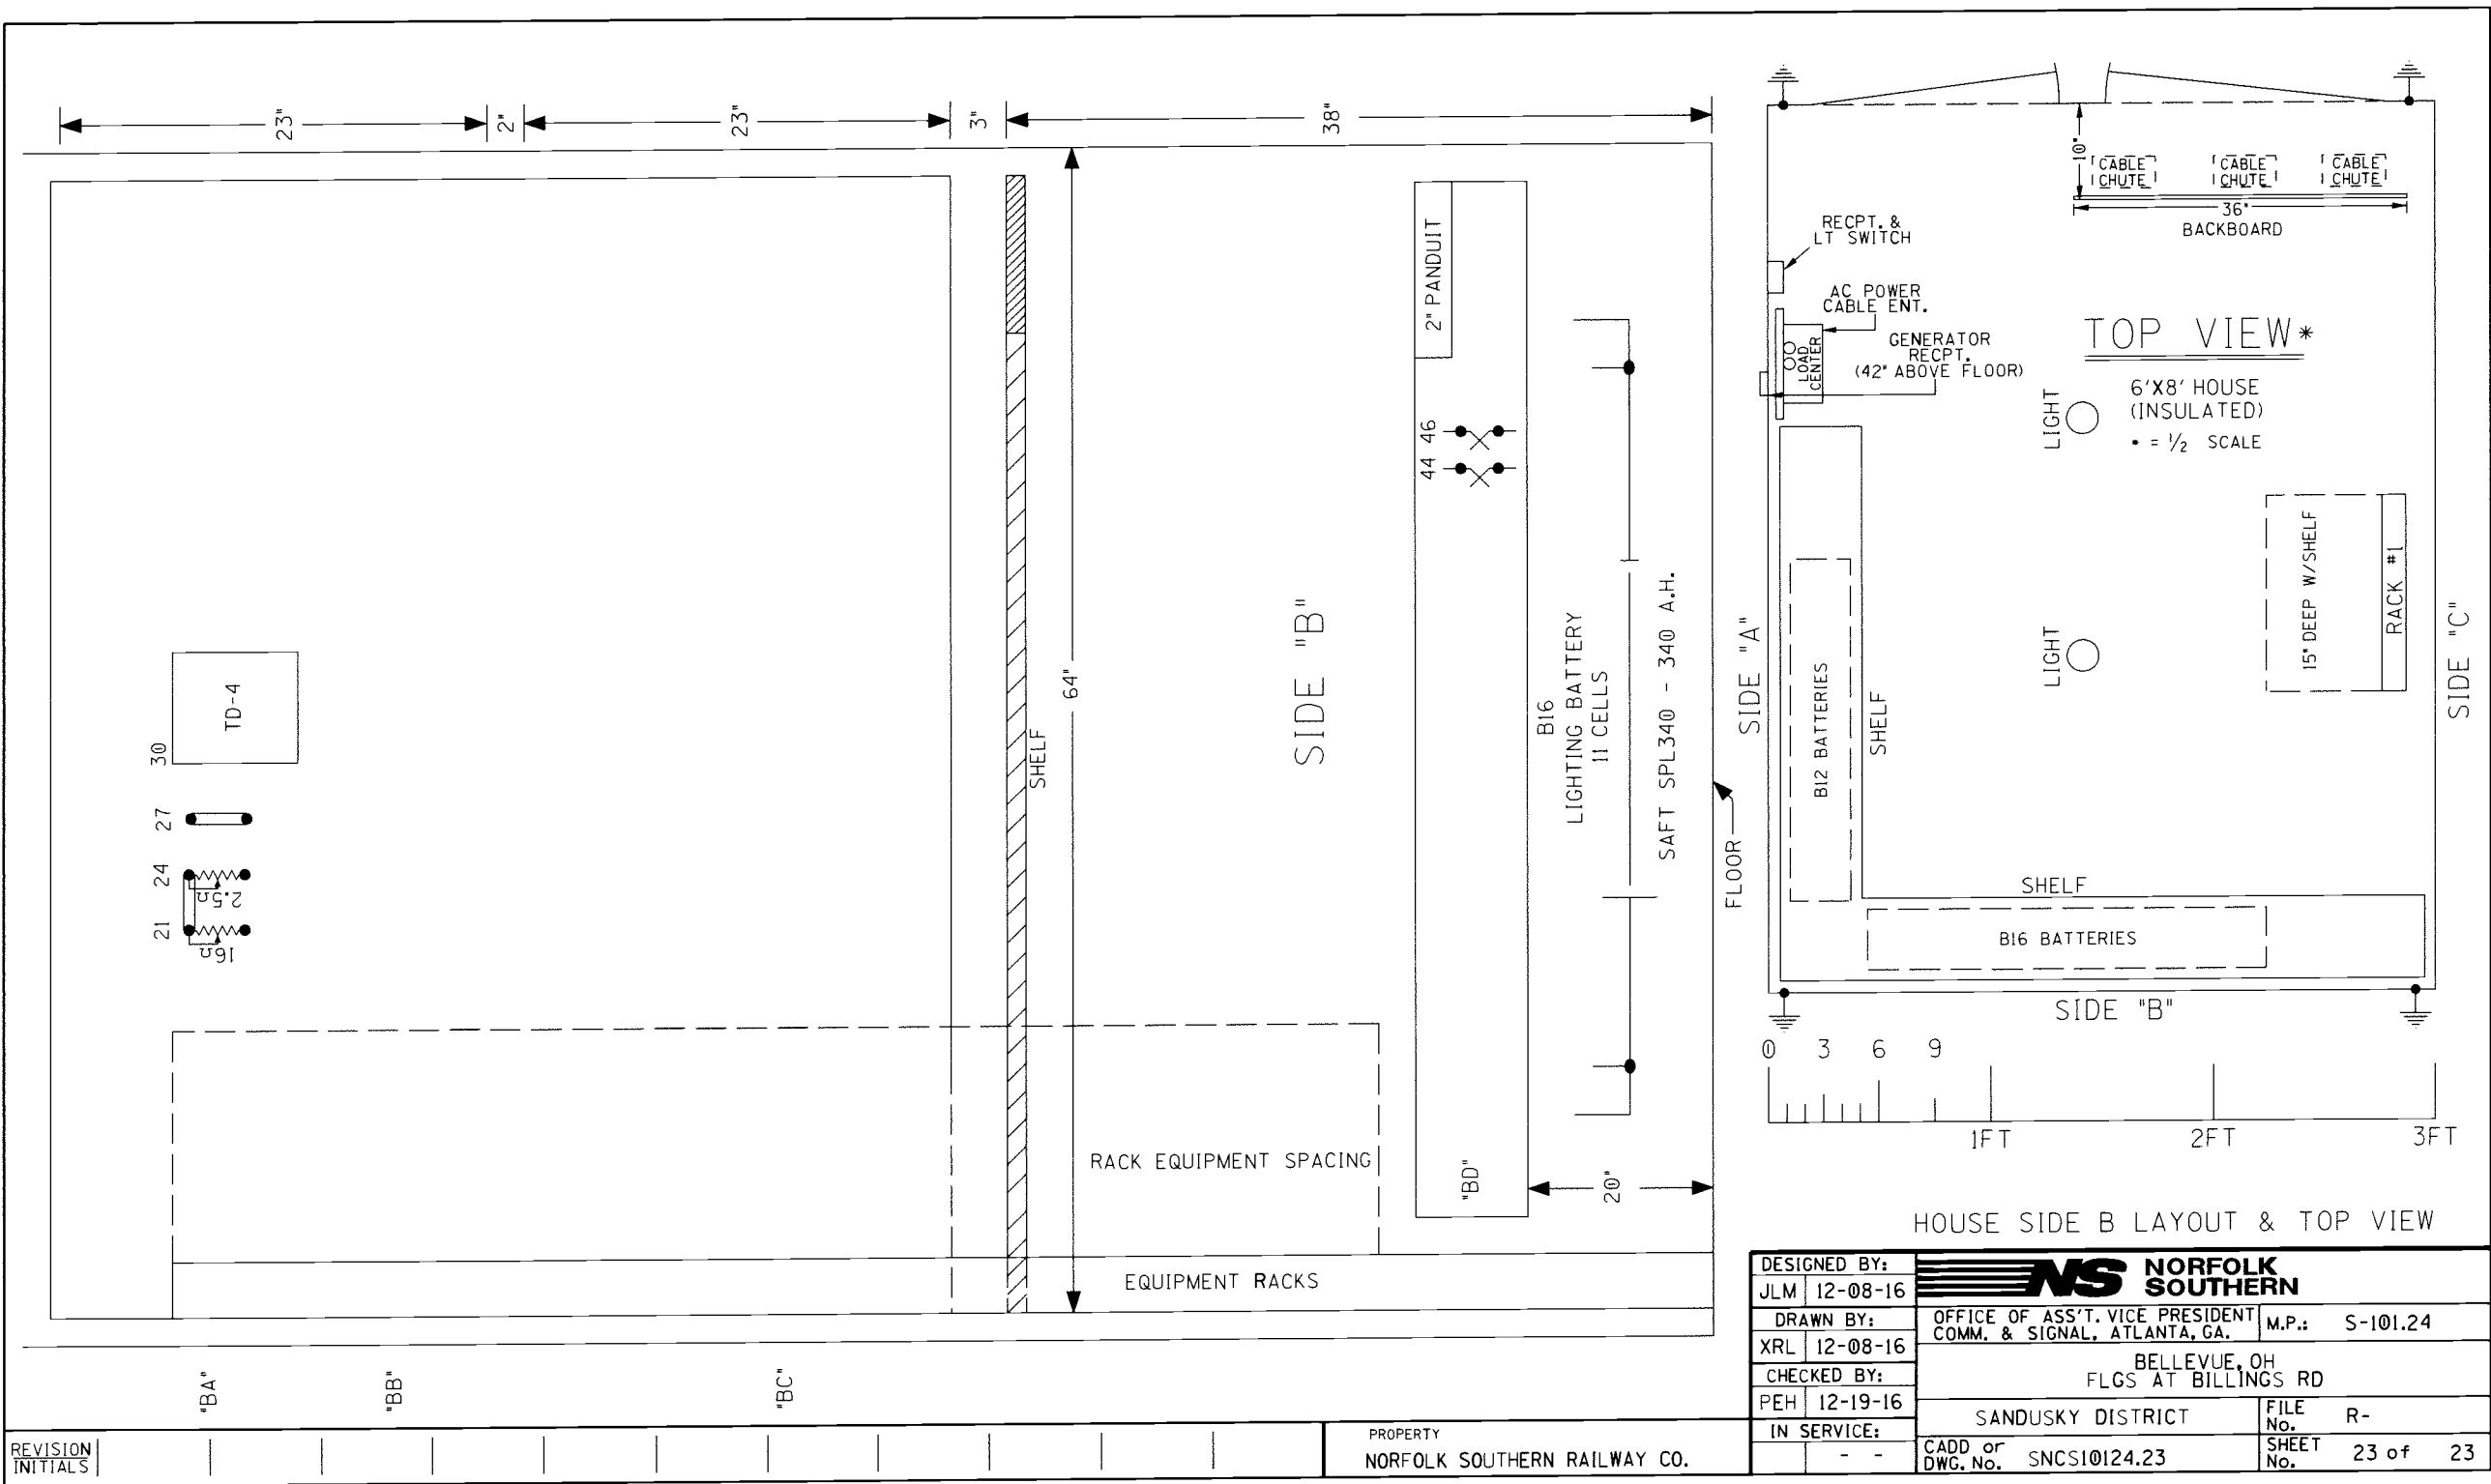 23"
2"
23"
3"
38"
64"
TD-4
30
27
24
2.5Ω
21
16Ω
SHELF
SIDE "B"
2" PANDUIT
44 46
B16
LIGHTING BATTERY
11 CELLS
SAFT SPL340 - 340 A.H.
FLOOR
"BD"
20"
RACK EQUIPMENT SPACING
EQUIPMENT RACKS
"BA"
"BB"
"BC"
10"
CABLE
CHUTE
CABLE
CHUTE
CABLE
CHUTE
36"
BACKBOARD
RECPT. &
LT SWITCH
AC POWER
CABLE ENT.
LOAD
CENTER
GENERATOR
RECPT.
(42" ABOVE FLOOR)
TOP VIEW*
6'X8' HOUSE
(INSULATED)
* = 1/2 SCALE
LIGHT
LIGHT
15" DEEP W/SHELF
RACK #1
SIDE "A"
SIDE "C"
B12 BATTERIES
SHELF
SHELF
B16 BATTERIES
SIDE "B"
0 3 6 9
1FT 2FT 3FT
HOUSE SIDE B LAYOUT & TOP VIEW
DESIGNED BY:
JLM 12-08-16
DRAWN BY:
XRL 12-08-16
CHECKED BY:
PEH 12-19-16
IN SERVICE:
- -
NS NORFOLK
SOUTHERN
OFFICE OF ASS'T. VICE PRESIDENT
COMM. & SIGNAL, ATLANTA, GA.
M.P.: S-101.24
BELLEVUE, OH
FLGS AT BILLINGS RD
SANDUSKY DISTRICT
FILE
No. R-
CADD or
DWG. No. SNCS10124.23
SHEET
No. 23 of 23
REVISION
INITIALS
PROPERTY
NORFOLK SOUTHERN RAILWAY CO.